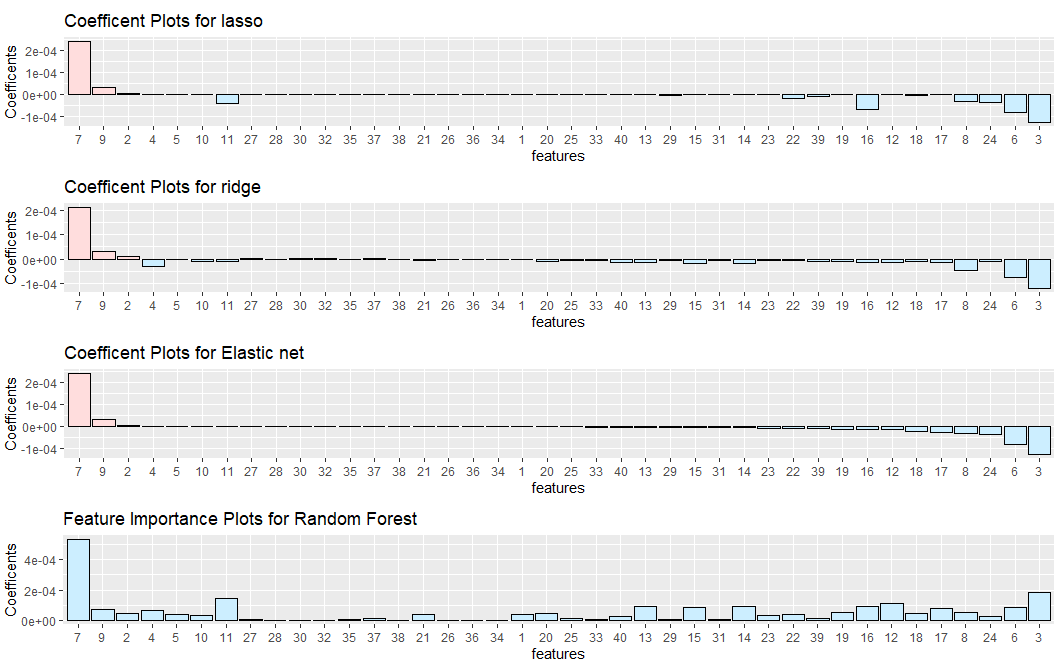 Coefficent Plots for lasso
Coefficents
2e-04
1e-04
0e+00
-1e-04
7 9 2 4 5 10 11 27 28 30 32 35 37 38 21 26 36 34 1 20 25 33 40 13 29 15 31 14 23 22 39 19 16 12 18 17 8 24 6 3
features
Coefficent Plots for ridge
Coefficents
2e-04
1e-04
0e+00
-1e-04
7 9 2 4 5 10 11 27 28 30 32 35 37 38 21 26 36 34 1 20 25 33 40 13 29 15 31 14 23 22 39 19 16 12 18 17 8 24 6 3
features
Coefficent Plots for Elastic net
Coefficents
2e-04
1e-04
0e+00
-1e-04
7 9 2 4 5 10 11 27 28 30 32 35 37 38 21 26 36 34 1 20 25 33 40 13 29 15 31 14 23 22 39 19 16 12 18 17 8 24 6 3
features
Feature Importance Plots for Random Forest
Coefficents
4e-04
2e-04
0e+00
7 9 2 4 5 10 11 27 28 30 32 35 37 38 21 26 36 34 1 20 25 33 40 13 29 15 31 14 23 22 39 19 16 12 18 17 8 24 6 3
features